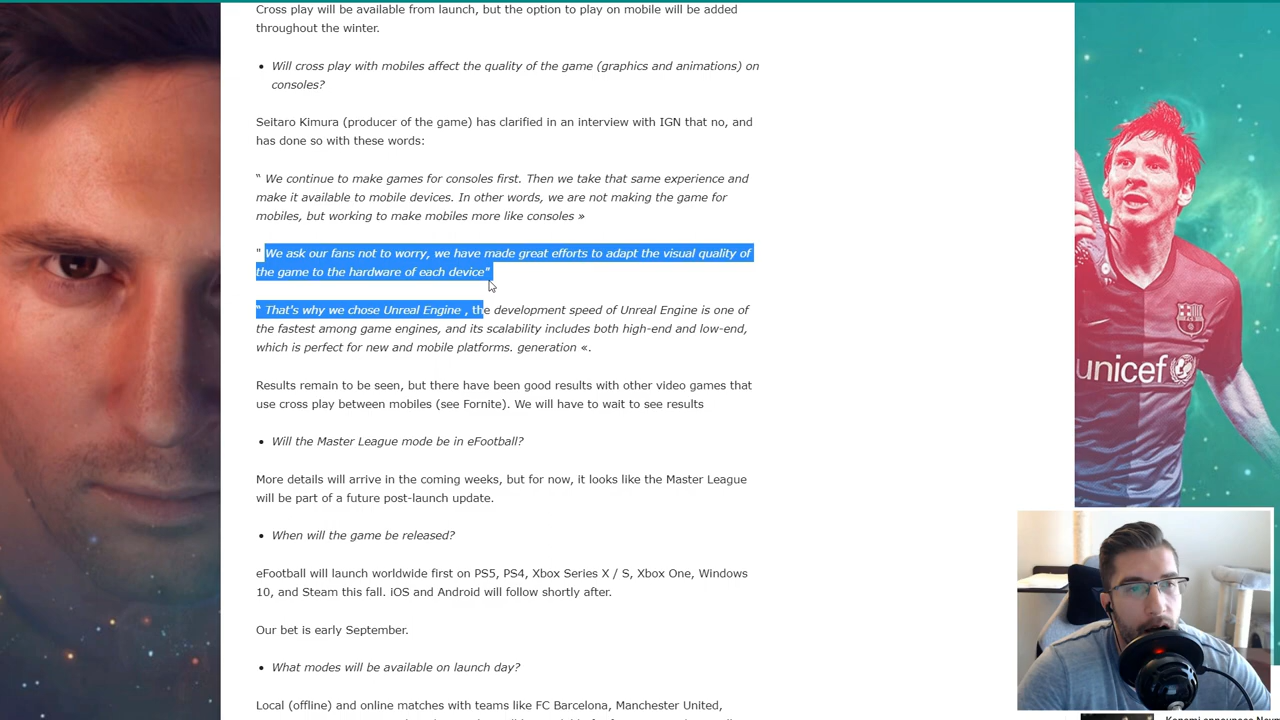 Cross play will be available from launch, but the option to play on mobile will be added
throughout the winter.
• Will cross play with mobiles affect the quality of the game (graphics and animations) on
consoles?
Seitaro Kimura (producer of the game) has clarified in an interview with IGN that no, and
has done so with these words:
“ We continue to make games for consoles first. Then we take that same experience and
make it available to mobile devices. In other words, we are not making the game for
mobiles, but working to make mobiles more like consoles »
" We ask our fans not to worry, we have made great efforts to adapt the visual quality of
the game to the hardware of each device"
“ That's why we chose Unreal Engine , the development speed of Unreal Engine is one of
the fastest among game engines, and its scalability includes both high-end and low-end,
which is perfect for new and mobile platforms. generation «.
Results remain to be seen, but there have been good results with other video games that
use cross play between mobiles (see Fornite). We will have to wait to see results
• Will the Master League mode be in eFootball?
More details will arrive in the coming weeks, but for now, it looks like the Master League
will be part of a future post-launch update.
• When will the game be released?
eFootball will launch worldwide first on PS5, PS4, Xbox Series X / S, Xbox One, Windows
10, and Steam this fall. iOS and Android will follow shortly after.
Our bet is early September.
• What modes will be available on launch day?
Local (offline) and online matches with teams like FC Barcelona, Manchester United,
unicef